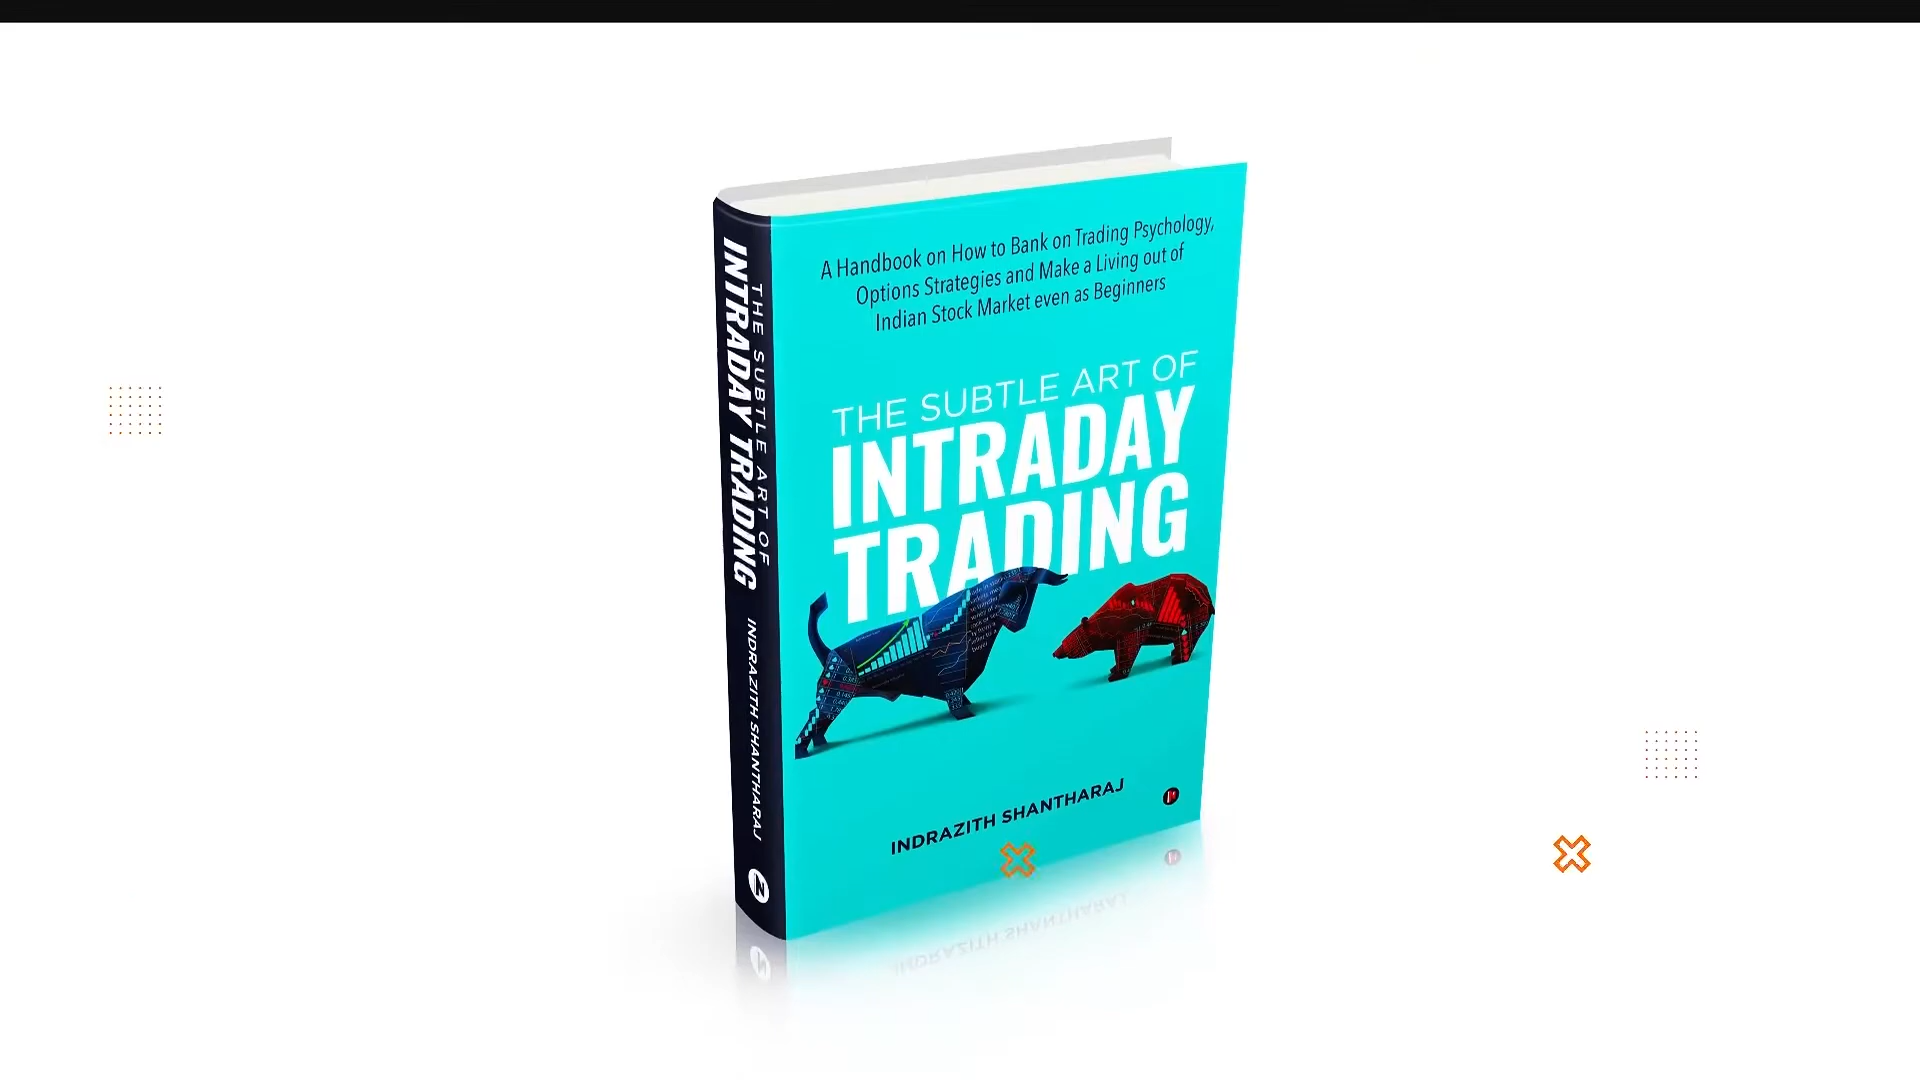 A Handbook on How to Bank on Trading Psychology,
Options Strategies and Make a Living out of
Indian Stock Market even as Beginners
THE SUBTLE ART OF
INTRADAY
TRADING
INDRAZITH SHANTHARAJ
THE SUBTLE ART OF
INTRADAY TRADING
INDRAZITH SHANTHARAJ